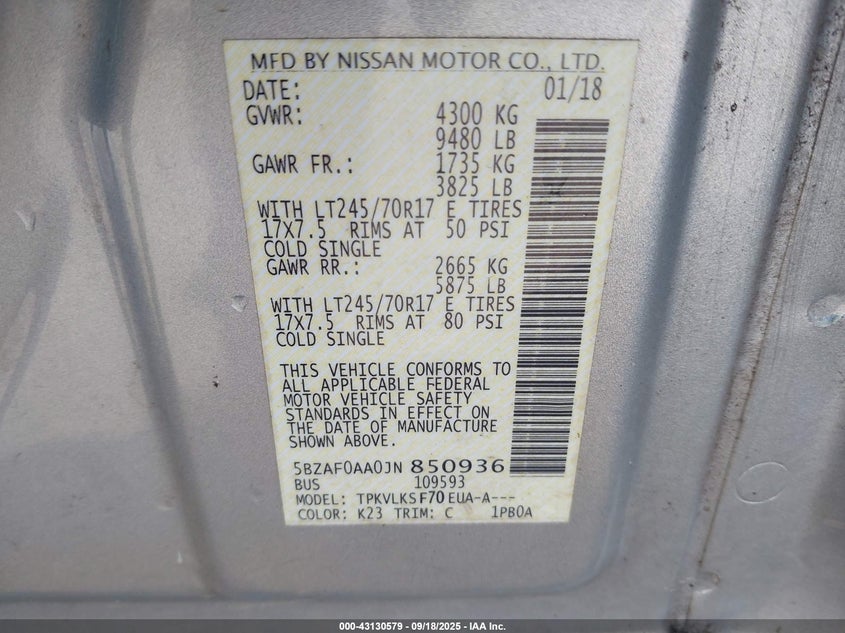 MFD BY NISSAN MOTOR CO., LTD.
DATE: 01/18
GVWR: 4300 KG
9480 LB
GAWR FR.: 1735 KG
3825 LB
WITH LT245/70R17 E TIRES
17X7.5 RIMS AT 50 PSI
COLD SINGLE
GAWR RR.: 2665 KG
5875 LB
WITH LT245/70R17 E TIRES
17X7.5 RIMS AT 80 PSI
COLD SINGLE
THIS VEHICLE CONFORMS TO
ALL APPLICABLE FEDERAL
MOTOR VEHICLE SAFETY
STANDARDS IN EFFECT ON
THE DATE OF MANUFACTURE
SHOWN ABOVE.
5BZAF0AA0JN 850936
BUS 109593
MODEL: TPKVLKSF70EUA-A---
COLOR: K23 TRIM: C 1PB0A
000-43130579 - 09/18/2025 - IAA Inc.